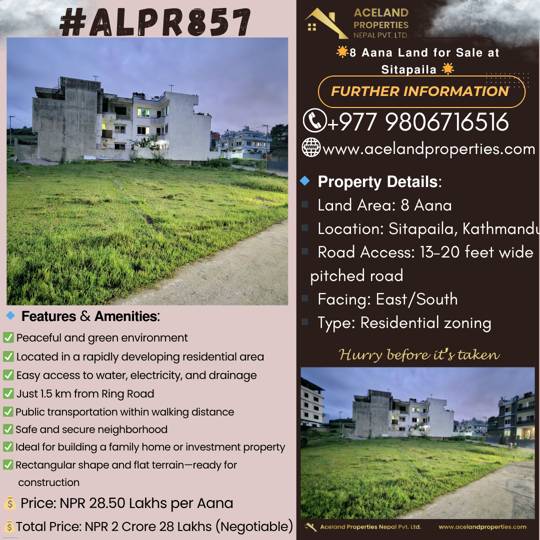 #ALPR857
🔹 Features & Amenities:
✅ Peaceful and green environment
✅ Located in a rapidly developing residential area
✅ Easy access to water, electricity, and drainage
✅ Just 1.5 km from Ring Road
✅ Public transportation within walking distance
✅ Safe and secure neighborhood
✅ Ideal for building a family home or investment property
✅ Rectangular shape and flat terrain—ready for
construction
💰 Price: NPR 28.50 Lakhs per Aana
💰 Total Price: NPR 2 Crore 28 Lakhs (Negotiable)
ACELAND
PROPERTIES
NEPAL PVT. LTD.
🌟8 Aana Land for Sale at
Sitapaila 🌟
FURTHER INFORMATION
+977 9806716516
www.acelandproperties.com
🔹 Property Details:
▪ Land Area: 8 Aana
▪ Location: Sitapaila, Kathmandu
▪ Road Access: 13-20 feet wide
pitched road
▪ Facing: East/South
▪ Type: Residential zoning
Hurry before it's taken
Aceland Properties Nepal Pvt. Ltd. www.acelandproperties.com